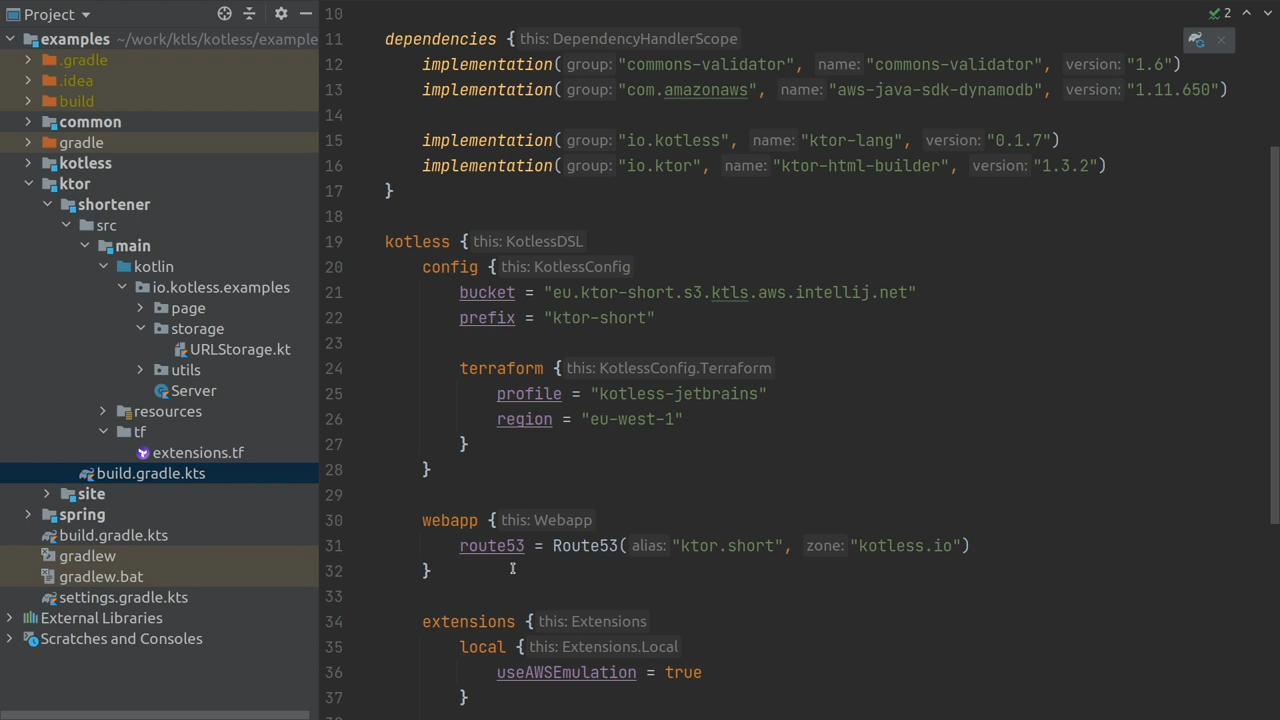 Project
examples ~/work/ktls/kotless/example
.gradle
.idea
build
common
gradle
kotless
ktor
shortener
src
main
kotlin
io.kotless.examples
page
storage
URLStorage.kt
utils
Server
resources
tf
extensions.tf
build.gradle.kts
site
spring
build.gradle.kts
gradlew
gradlew.bat
settings.gradle.kts
External Libraries
Scratches and Consoles
2
10
11 dependencies { this: DependencyHandlerScope
12 implementation( group: "commons-validator", name: "commons-validator", version: "1.6")
13 implementation( group: "com.amazonaws", name: "aws-java-sdk-dynamodb", version: "1.11.650")
14
15 implementation( group: "io.kotless", name: "ktor-lang", version: "0.1.7")
16 implementation( group: "io.ktor", name: "ktor-html-builder", version: "1.3.2")
17 }
18
19 kotless { this: KotlessDSL
20 config { this: KotlessConfig
21 bucket = "eu.ktor-short.s3.ktls.aws.intellij.net"
22 prefix = "ktor-short"
23
24 terraform { this: KotlessConfig.Terraform
25 profile = "kotless-jetbrains"
26 region = "eu-west-1"
27 }
28 }
29
30 webapp { this: Webapp
31 route53 = Route53( alias: "ktor.short", zone: "kotless.io")
32 }
33
34 extensions { this: Extensions
35 local { this: Extensions.Local
36 useAWSEmulation = true
37 }